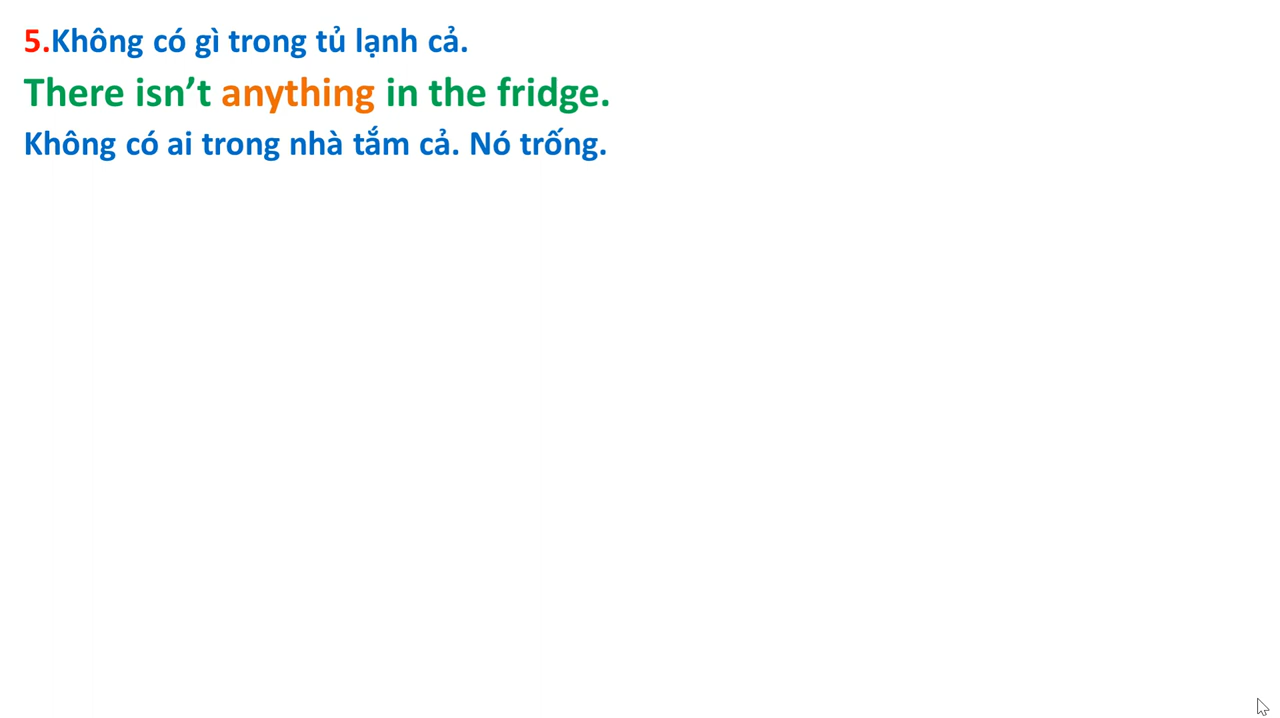 5.Không có gì trong tủ lạnh cả.
There isn’t anything in the fridge.
Không có ai trong nhà tắm cả. Nó trống.